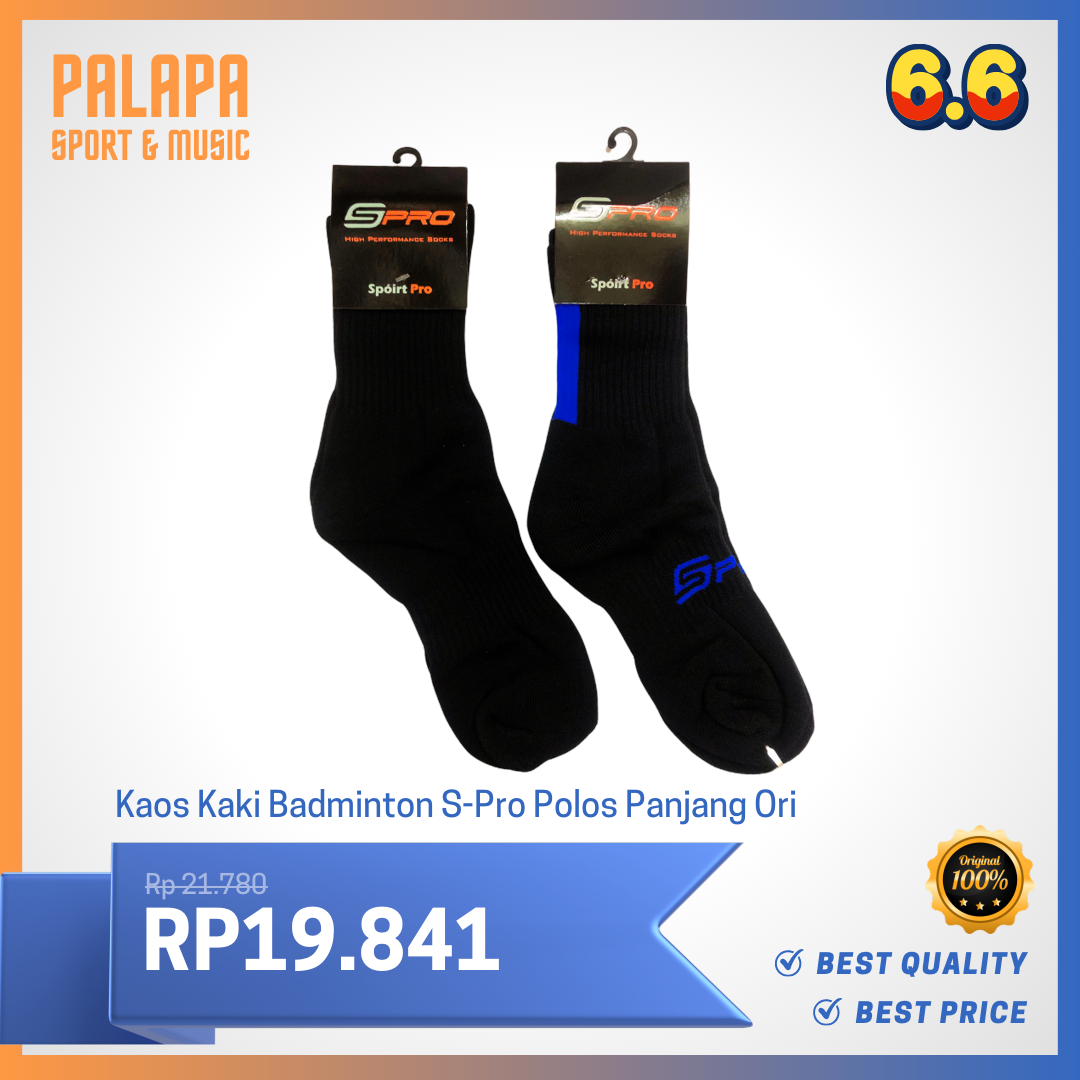 PALAPA
SPORT & MUSIC
6.6
SPRO
HIGH PERFORMANCE SOCKS
Spóirt Pro
SPRO
HIGH PERFORMANCE SOCKS
Spóirt Pro
Kaos Kaki Badminton S-Pro Polos Panjang Ori
Rp 21.780
RP19.841
Original
100%
BEST QUALITY
BEST PRICE